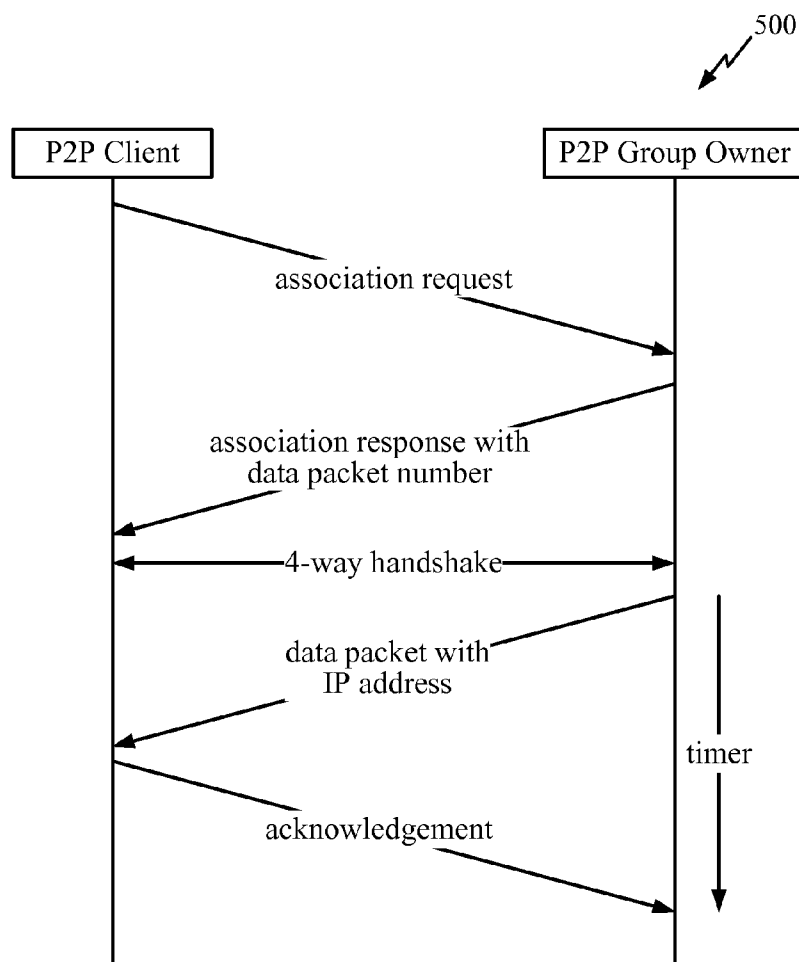 500
P2P Client
P2P Group Owner
association request
association response with
data packet number
4-way handshake
data packet with
IP address
timer
acknowledgement